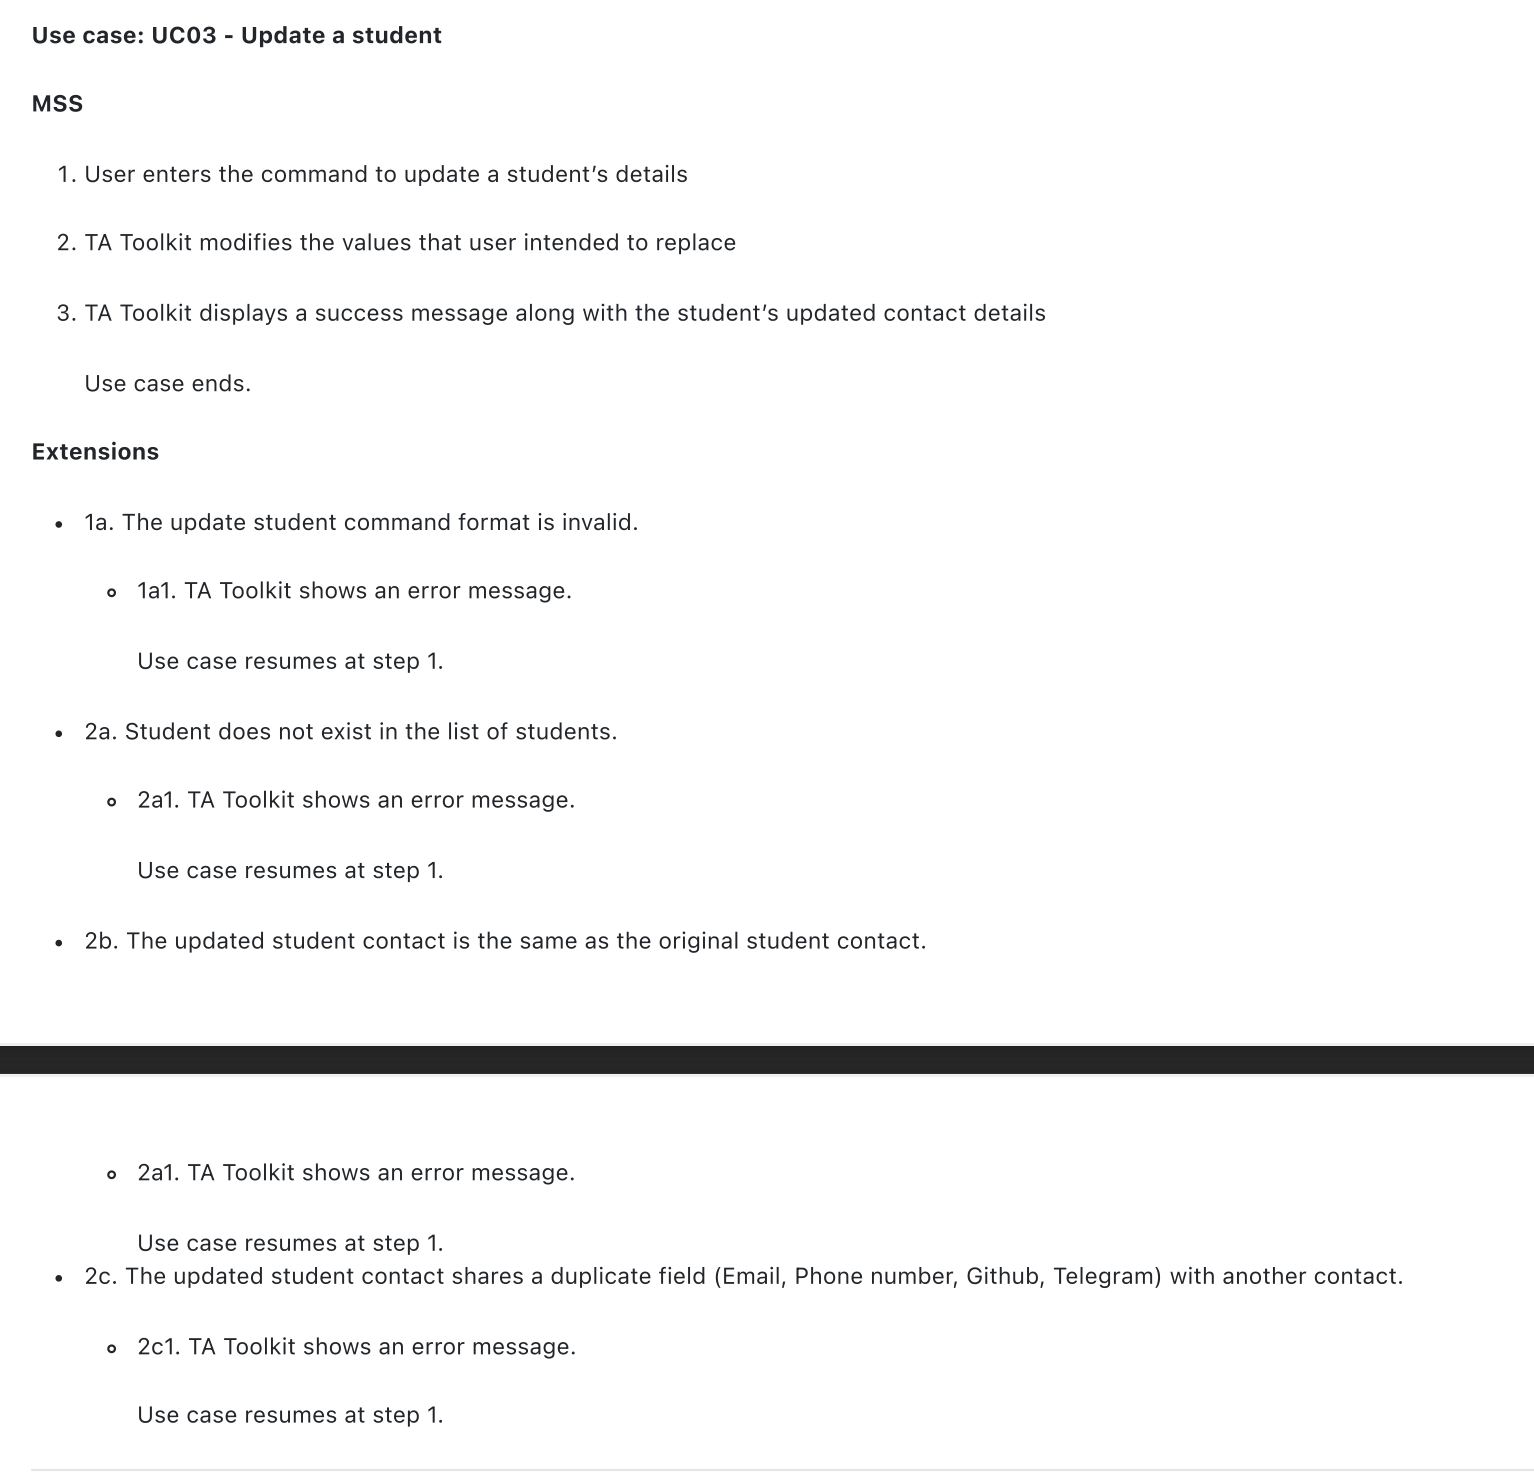 Use case: UC03 - Update a student
MSS
1. User enters the command to update a student’s details
2. TA Toolkit modifies the values that user intended to replace
3. TA Toolkit displays a success message along with the student’s updated contact details
Use case ends.
Extensions
• 1a. The update student command format is invalid.
◦ 1a1. TA Toolkit shows an error message.
Use case resumes at step 1.
• 2a. Student does not exist in the list of students.
◦ 2a1. TA Toolkit shows an error message.
Use case resumes at step 1.
• 2b. The updated student contact is the same as the original student contact.
◦ 2a1. TA Toolkit shows an error message.
Use case resumes at step 1.
• 2c. The updated student contact shares a duplicate field (Email, Phone number, Github, Telegram) with another contact.
◦ 2c1. TA Toolkit shows an error message.
Use case resumes at step 1.